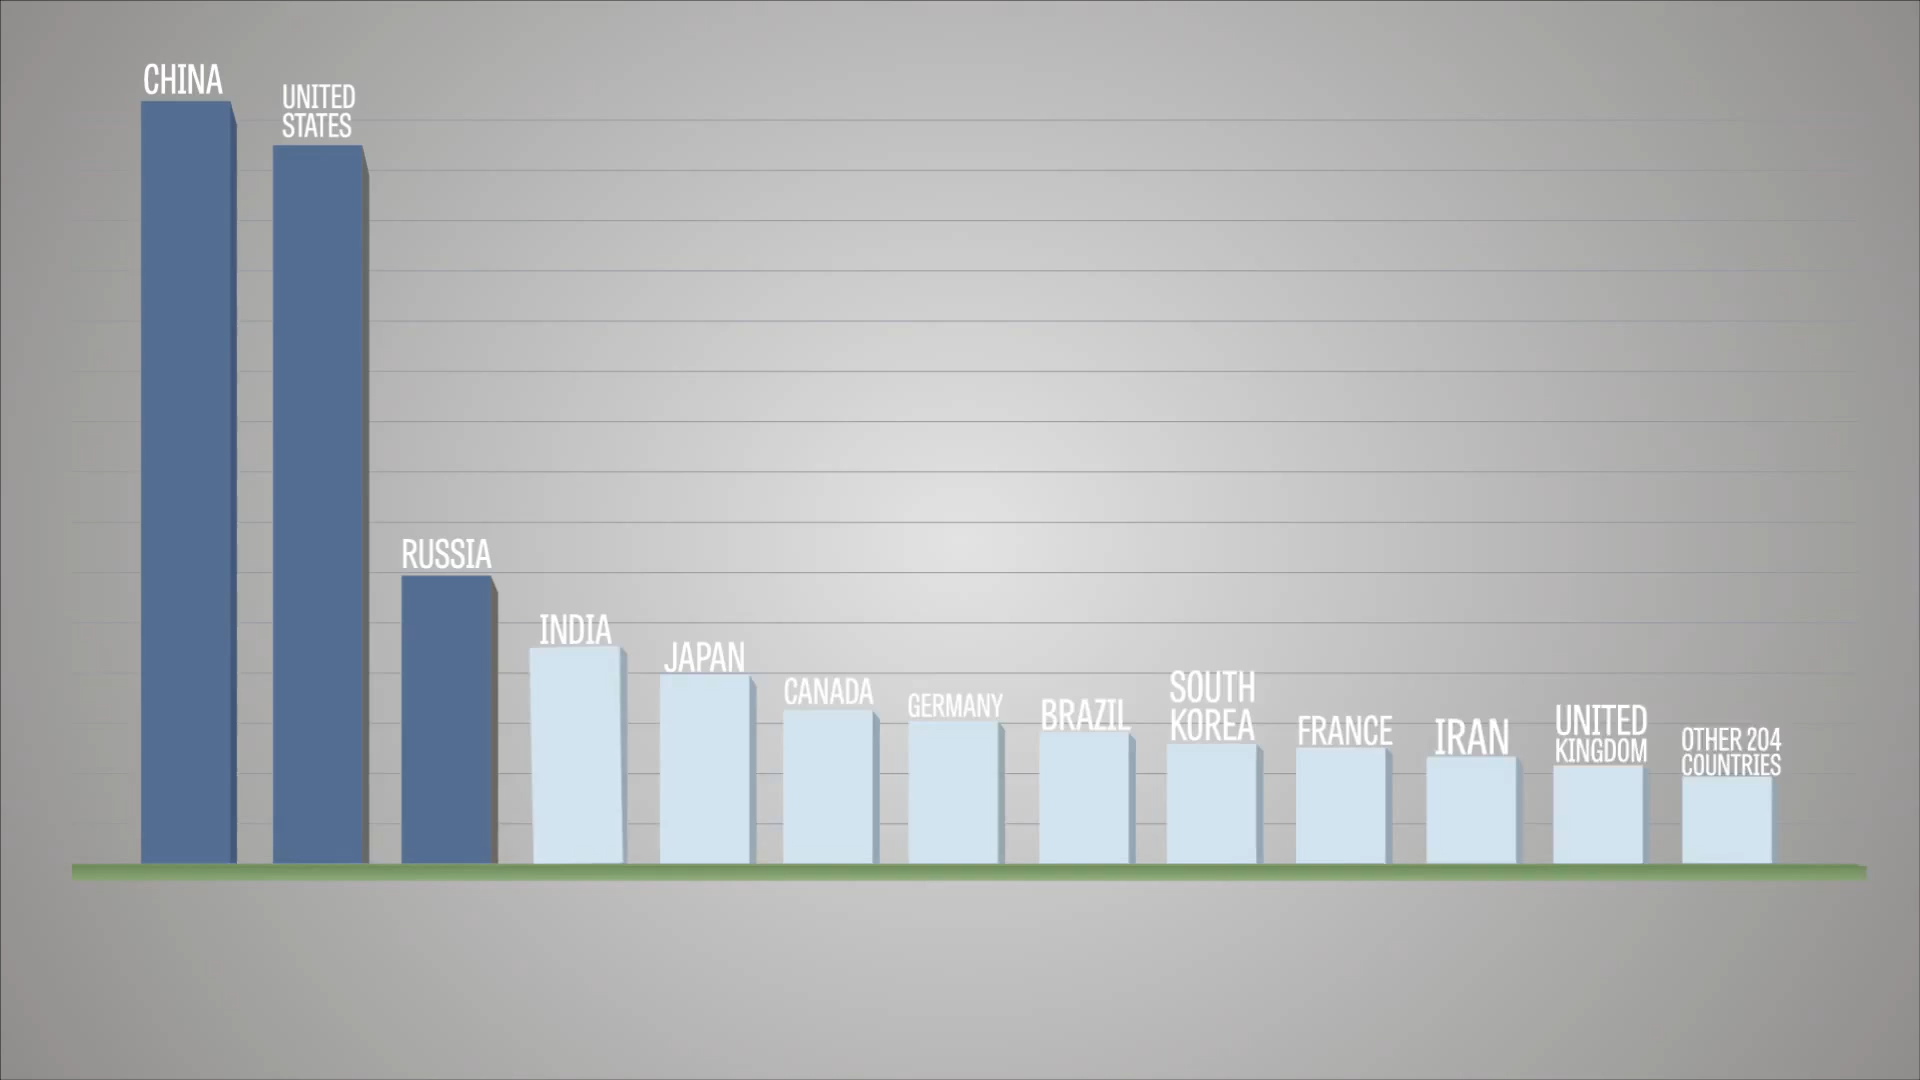 CHINA
UNITED
STATES
RUSSIA
INDIA
JAPAN
CANADA
GERMANY
BRAZIL
SOUTH
KOREA
FRANCE
IRAN
UNITED
KINGDOM
OTHER 204
COUNTRIES